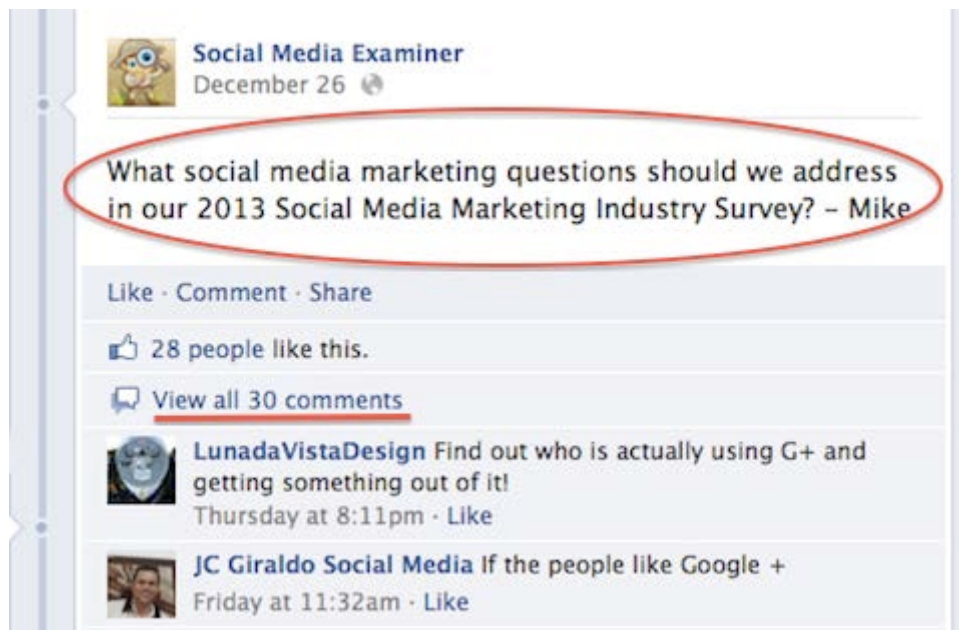 Social Media Examiner
December 26
What social media marketing questions should we address
in our 2013 Social Media Marketing Industry Survey? – Mike
Like · Comment · Share
28 people like this.
View all 30 comments
LunadaVistaDesign Find out who is actually using G+ and
getting something out of it!
Thursday at 8:11pm · Like
JC Giraldo Social Media If the people like Google +
Friday at 11:32am · Like